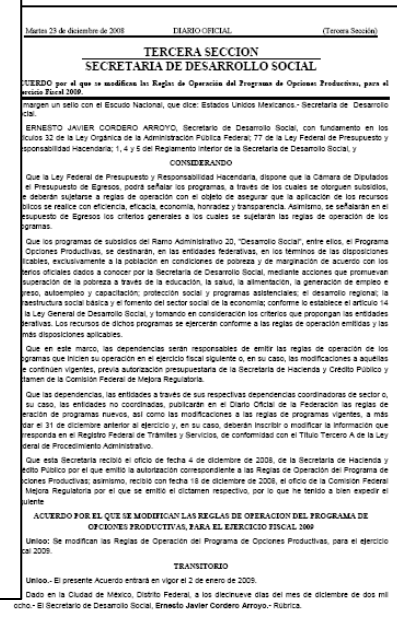 Martes 23 de diciembre de 2008 DIARIO OFICIAL (Tercera Sección)
TERCERA SECCION
SECRETARIA DE DESARROLLO SOCIAL
CUERDO por el que se modifican las Reglas de Operación del Programa de Opciones Productivas, para el
ercicio Fiscal 2009.
margen un sello con el Escudo Nacional, que dice: Estados Unidos Mexicanos.- Secretaría de Desarrollo
cial.
ERNESTO JAVIER CORDERO ARROYO, Secretario de Desarrollo Social, con fundamento en los
ículos 32 de la Ley Orgánica de la Administración Pública Federal; 77 de la Ley Federal de Presupuesto y
sponsabilidad Hacendaria; 1, 4 y 5 del Reglamento Interior de la Secretaría de Desarrollo Social, y
CONSIDERANDO
Que la Ley Federal de Presupuesto y Responsabilidad Hacendaria, dispone que la Cámara de Diputados
el Presupuesto de Egresos, podrá señalar los programas, a través de los cuales se otorguen subsidios,
e deberán sujetarse a reglas de operación con el objeto de asegurar que la aplicación de los recursos
blicos se realice con eficiencia, eficacia, economía, honradez y transparencia. Asimismo, se señalarán en el
esupuesto de Egresos los criterios generales a los cuales se sujetarán las reglas de operación de los
ogramas.
Que los programas de subsidios del Ramo Administrativo 20, "Desarrollo Social", entre ellos, el Programa
Opciones Productivas, se destinarán, en las entidades federativas, en los términos de las disposiciones
licables, exclusivamente a la población en condiciones de pobreza y de marginación de acuerdo con los
terios oficiales dados a conocer por la Secretaría de Desarrollo Social, mediante acciones que promuevan
superación de la pobreza a través de la educación, la salud, la alimentación, la generación de empleo e
reso, autoempleo y capacitación; protección social y programas asistenciales; el desarrollo regional; la
raestructura social básica y el fomento del sector social de la economía; conforme lo establece el artículo 14
la Ley General de Desarrollo Social, y tomando en consideración los criterios que propongan las entidades
derativas. Los recursos de dichos programas se ejercerán conforme a las reglas de operación emitidas y las
más disposiciones aplicables.
Que en este marco, las dependencias serán responsables de emitir las reglas de operación de los
ogramas que inicien su operación en el ejercicio fiscal siguiente o, en su caso, las modificaciones a aquéllas
e continúen vigentes, previa autorización presupuestaria de la Secretaría de Hacienda y Crédito Público y
ctamen de la Comisión Federal de Mejora Regulatoria.
Que las dependencias, las entidades a través de sus respectivas dependencias coordinadoras de sector o,
su caso, las entidades no coordinadas, publicarán en el Diario Oficial de la Federación las reglas de
eración de programas nuevos, así como las modificaciones a las reglas de programas vigentes, a más
rdar el 31 de diciembre anterior al ejercicio y, en su caso, deberán inscribir o modificar la información que
rresponda en el Registro Federal de Trámites y Servicios, de conformidad con el Título Tercero A de la Ley
deral de Procedimiento Administrativo.
Que esta Secretaría recibió el oficio de fecha 4 de diciembre de 2008, de la Secretaría de Hacienda y
édito Público por el que emitió la autorización correspondiente a las Reglas de Operación del Programa de
ciones Productivas; asimismo, recibió con fecha 18 de diciembre de 2008, el oficio de la Comisión Federal
Mejora Regulatoria por el que se emitió el dictamen respectivo, por lo que he tenido a bien expedir el
uiente
ACUERDO POR EL QUE SE MODIFICAN LAS REGLAS DE OPERACION DEL PROGRAMA DE
OPCIONES PRODUCTIVAS, PARA EL EJERCICIO FISCAL 2009
Unico: Se modifican las Reglas de Operación del Programa de Opciones Productivas, para el ejercicio
cal 2009.
TRANSITORIO
Unico.- El presente Acuerdo entrará en vigor el 2 de enero de 2009.
Dado en la Ciudad de México, Distrito Federal, a los diecinueve días del mes de diciembre de dos mil
ocho.- El Secretario de Desarrollo Social, Ernesto Javier Cordero Arroyo.- Rúbrica.